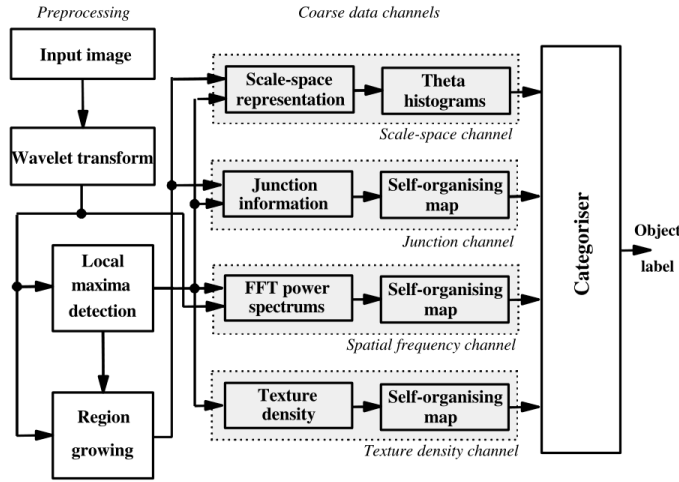 Preprocessing
Coarse data channels
Input image
Wavelet transform
Local
maxima
detection
Region
growing
Scale-space
representation
Theta
histograms
Scale-space channel
Junction
information
Self-organising
map
Junction channel
FFT power
spectrums
Self-organising
map
Spatial frequency channel
Texture
density
Self-organising
map
Texture density channel
Categoriser
Object
label